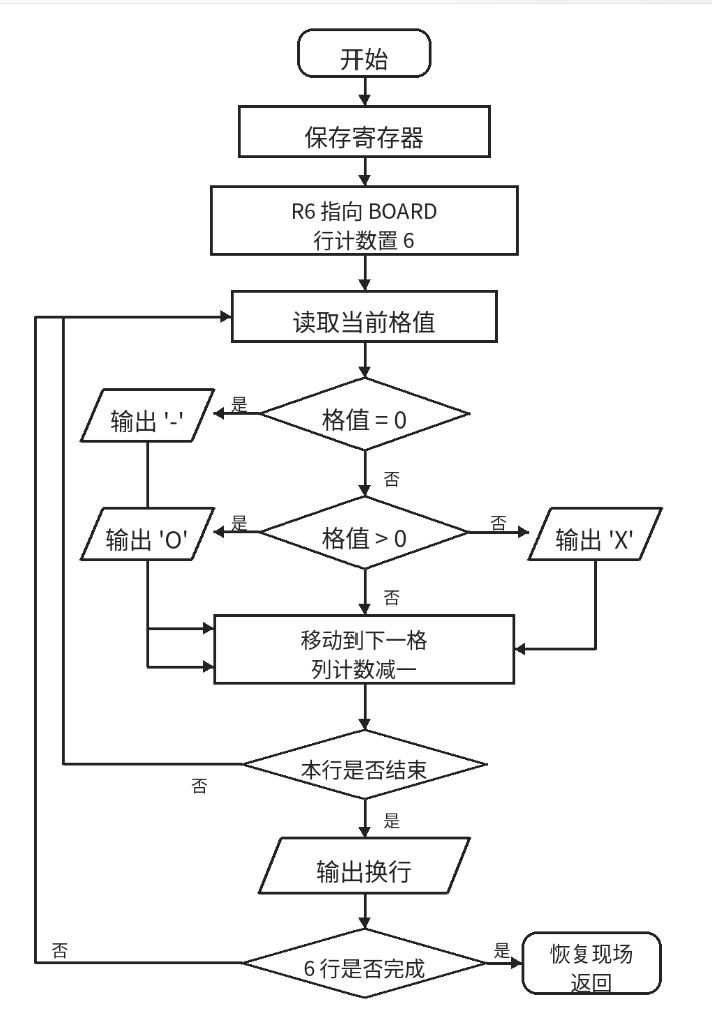 开始
保存寄存器
R6 指向 BOARD
行计数置 6
读取当前格值
输出 '-'
是
格值 = 0
否
输出 'O'
是
格值 > 0
否
输出 'X'
否
移动到下一格
列计数减一
本行是否结束
否
是
输出换行
否
6 行是否完成
是
恢复现场
返回